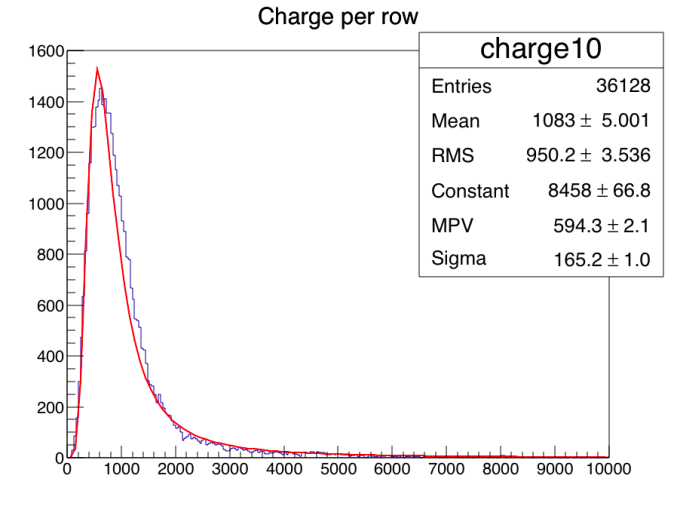 Charge per row
charge10
Entries 36128
Mean 1083 ± 5.001
RMS 950.2 ± 3.536
Constant 8458 ± 66.8
MPV 594.3 ± 2.1
Sigma 165.2 ± 1.0
1600
1400
1200
1000
800
600
400
200
0
0 1000 2000 3000 4000 5000 6000 7000 8000 9000 10000